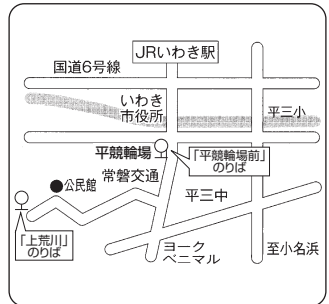 JRいわき駅
国道6号線
いわき
市役所
平三小
平競輪場
「平競輪場前」
のりば
常磐交通
●公民館
平三中
「上荒川」
のりば
ヨーク
ベニマル
至小名浜